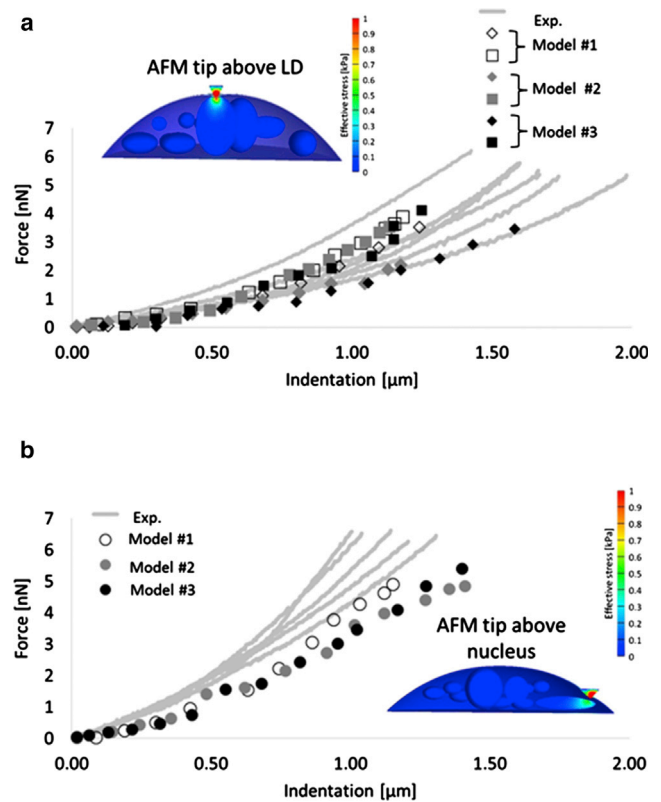 a
AFM tip above LD
Effective stress [kPa]
1
0.9
0.8
0.7
0.6
0.5
0.4
0.3
0.2
0.1
0
Exp.
Model #1
Model #2
Model #3
Force [nN]
7
6
5
4
3
2
1
0
0.00 0.50 1.00 1.50 2.00
Indentation [μm]
b
Exp.
Model #1
Model #2
Model #3
Effective stress [kPa]
1
0.9
0.8
0.7
0.6
0.5
0.4
0.3
0.2
0.1
0
AFM tip above
nucleus
Force [nN]
7
6
5
4
3
2
1
0
0.00 0.50 1.00 1.50 2.00
Indentation [μm]